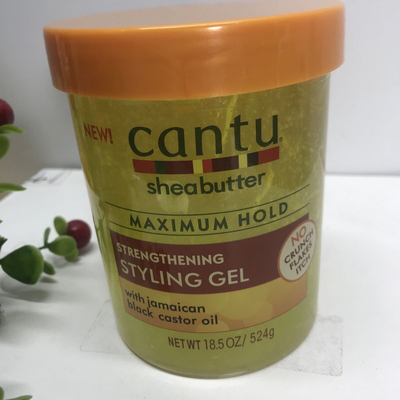 NEW!
cantu
sheabutter
MAXIMUM HOLD
STRENGTHENING
STYLING GEL
with jamaican
black castor oil
NO
CRUNCH
FLAKES
ITCH
NET WT 18.5 OZ/ 524g